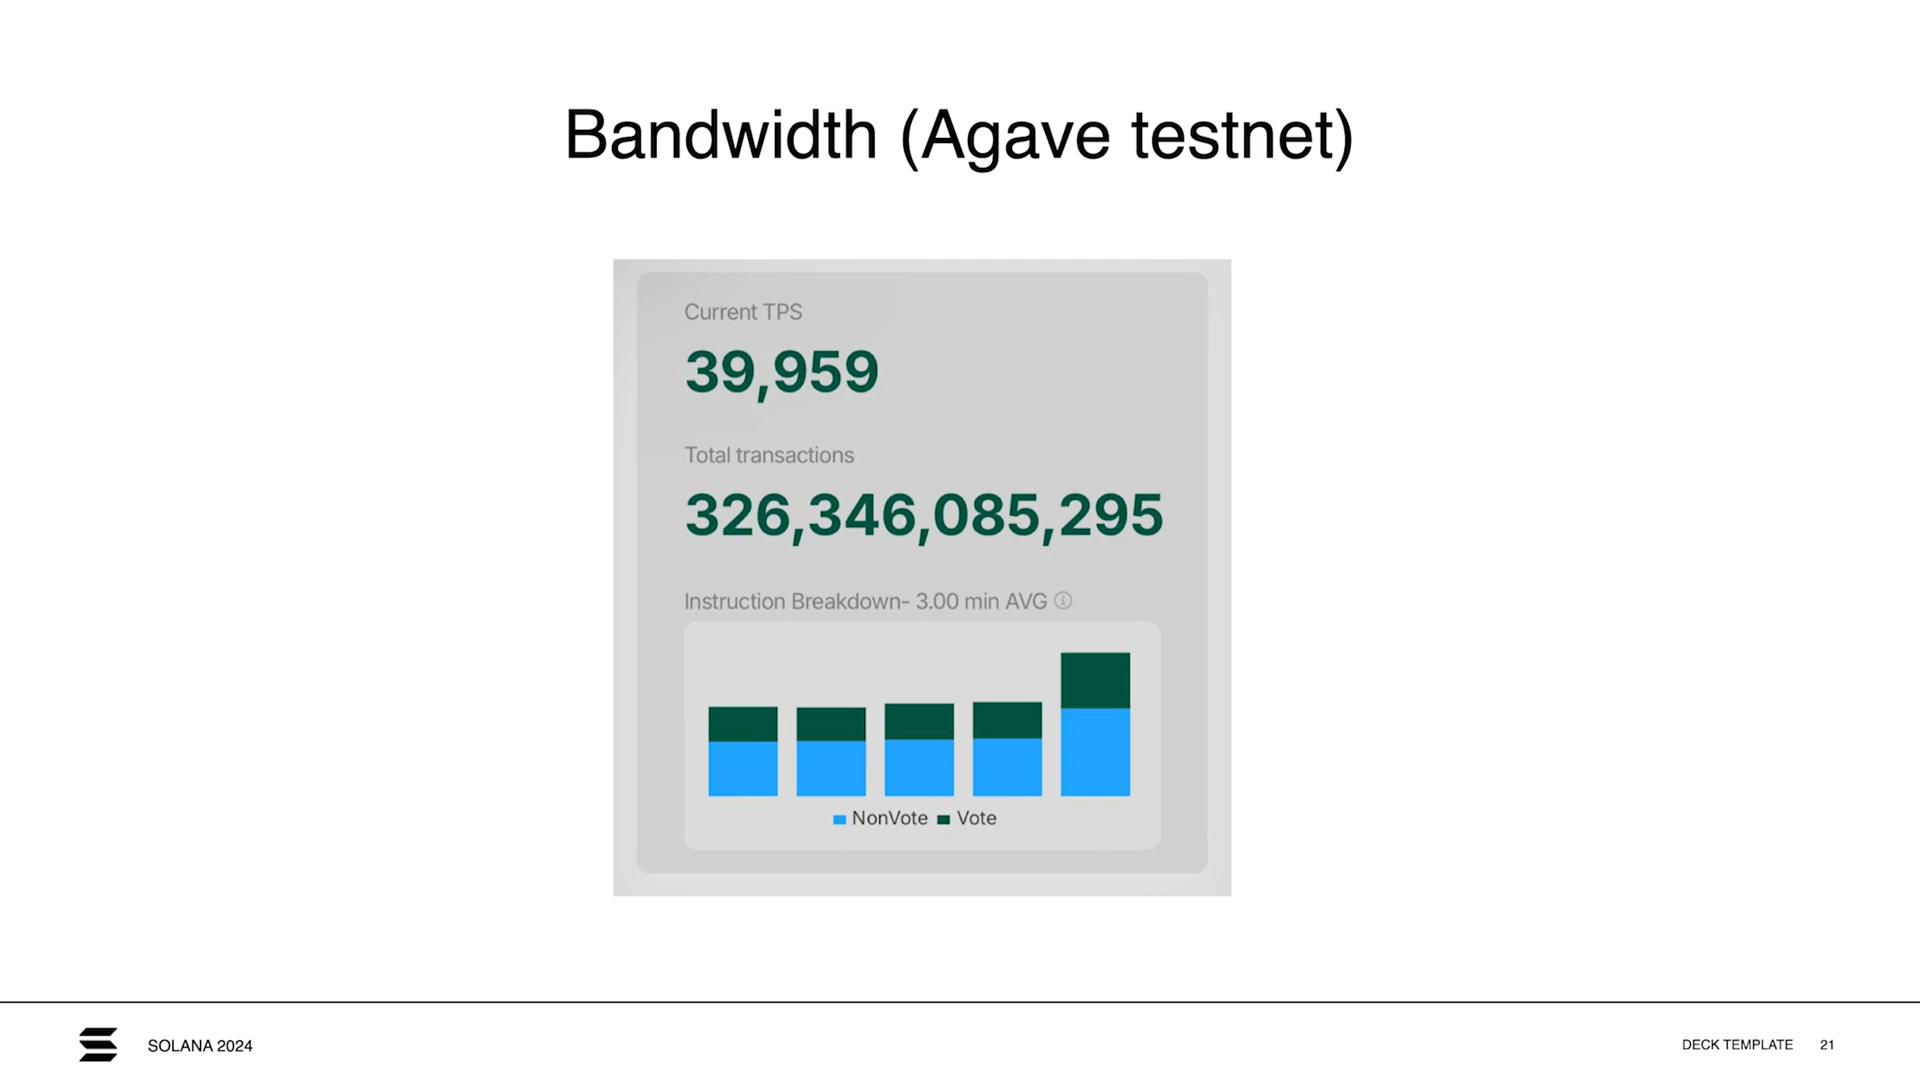 Bandwidth (Agave testnet)
Current TPS
39,959
Total transactions
326,346,085,295
Instruction Breakdown- 3.00 min AVG
NonVote Vote
SOLANA 2024
DECK TEMPLATE 21